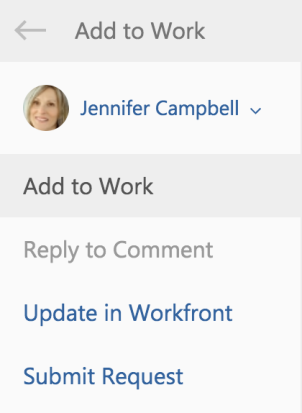 Add to Work
Jennifer Campbell
Add to Work
Reply to Comment
Update in Workfront
Submit Request